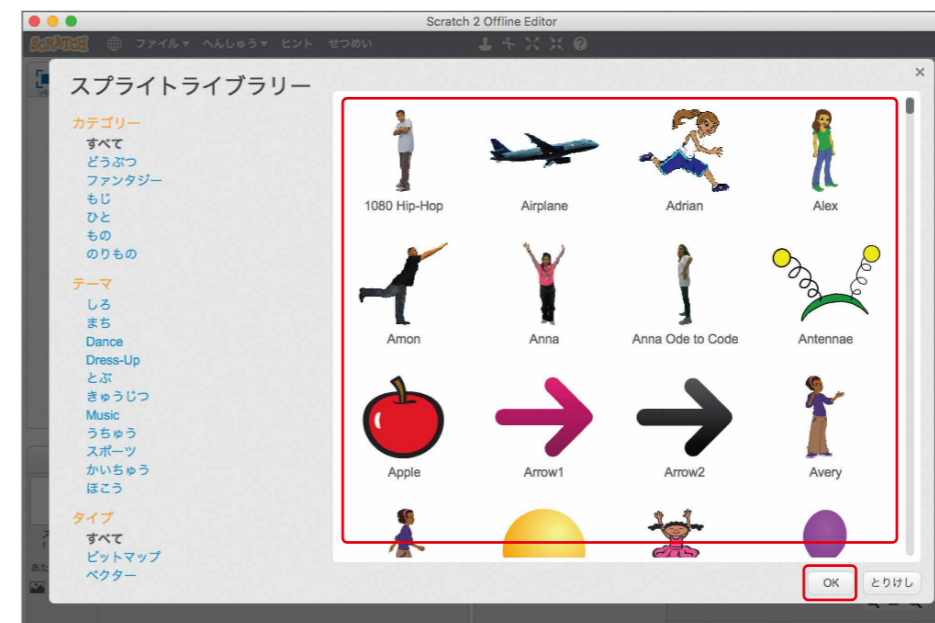 Scratch 2 Offline Editor
SCRATCH ファイル▼ へんしゅう▼ ヒント せつめい
スプライトライブラリー
×
カテゴリー
すべて
どうぶつ
ファンタジー
もじ
ひと
もの
のりもの
テーマ
しろ
まち
Dance
Dress-Up
とぶ
きゅうじつ
Music
うちゅう
スポーツ
かいちゅう
ほこう
タイプ
すべて
ビットマップ
ベクター
1080 Hip-Hop Airplane Adrian Alex
Amon Anna Anna Ode to Code Antennae
Apple Arrow1 Arrow2 Avery
OK とりけし